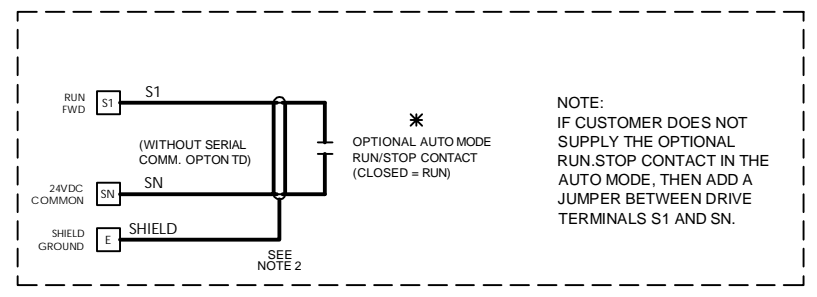 RUN
FWD
S1
S1
(WITHOUT SERIAL
COMM. OPTON TD)
24VDC
COMMON
SN
SN
SHIELD
GROUND
E
SHIELD
SEE
NOTE 2
OPTIONAL AUTO MODE
RUN/STOP CONTACT
(CLOSED = RUN)
NOTE:
IF CUSTOMER DOES NOT
SUPPLY THE OPTIONAL
RUN.STOP CONTACT IN THE
AUTO MODE, THEN ADD A
JUMPER BETWEEN DRIVE
TERMINALS S1 AND SN.